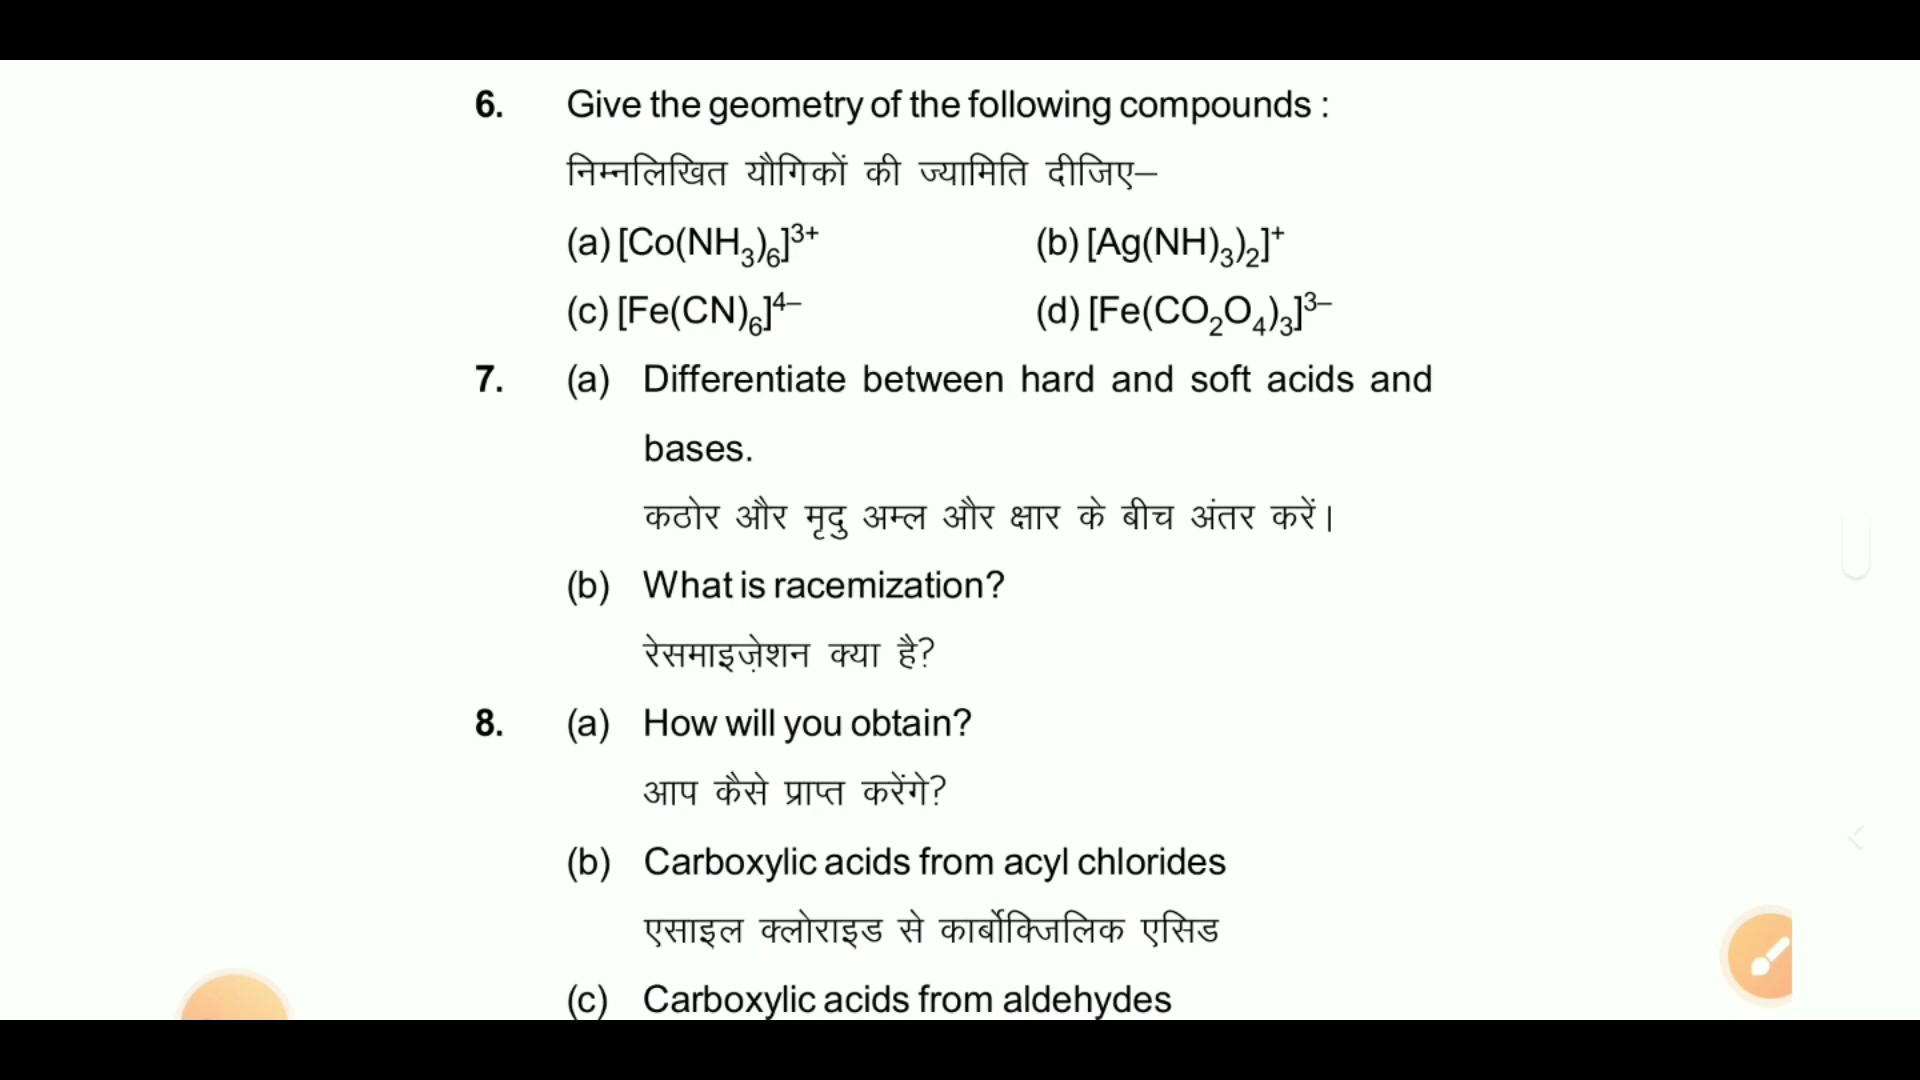 6. Give the geometry of the following compounds :
निम्नलिखित यौगिकों की ज्यामिति दीजिए–
(a) [Co(NH₃)₆]³⁺ (b) [Ag(NH)₃)₂]⁺
(c) [Fe(CN)₆]⁴⁻ (d) [Fe(CO₂O₄)₃]³⁻
7. (a) Differentiate between hard and soft acids and
bases.
कठोर और मृदु अम्ल और क्षार के बीच अंतर करें।
(b) What is racemization?
रेसमाइज़ेशन क्या है?
8. (a) How will you obtain?
आप कैसे प्राप्त करेंगे?
(b) Carboxylic acids from acyl chlorides
एसाइल क्लोराइड से कार्बोक्जिलिक एसिड
(c) Carboxylic acids from aldehydes